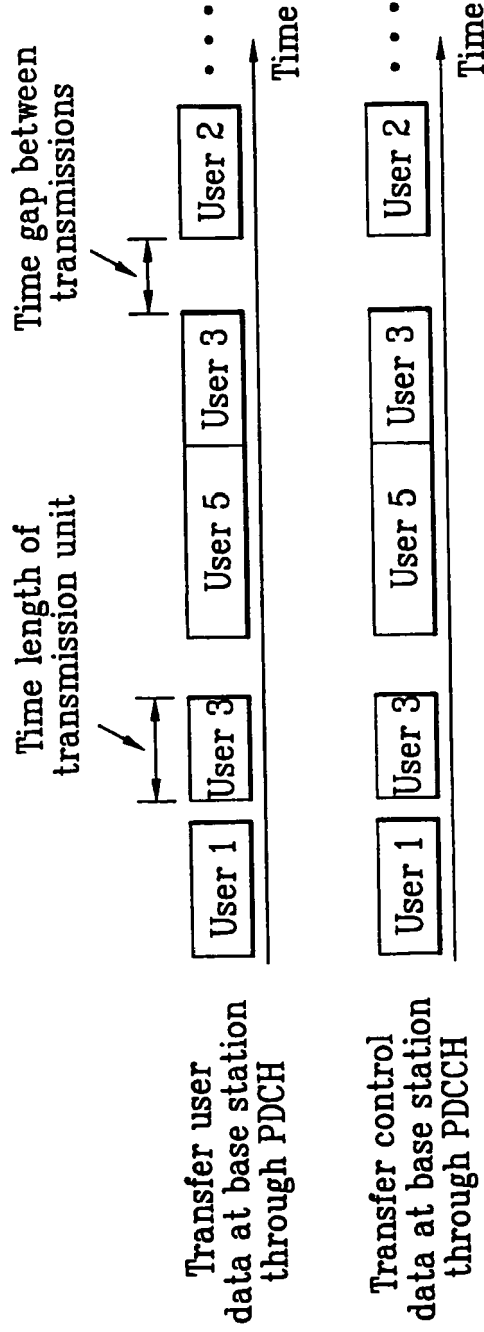 Time length of
transmission unit
Time gap between
transmissions
Transfer user
data at base station
through PDCH
User 1
User 3
User 5
User 3
User 2
• • •
Time
Transfer control
data at base station
through PDCCH
User 1
User 3
User 5
User 3
User 2
• • •
Time